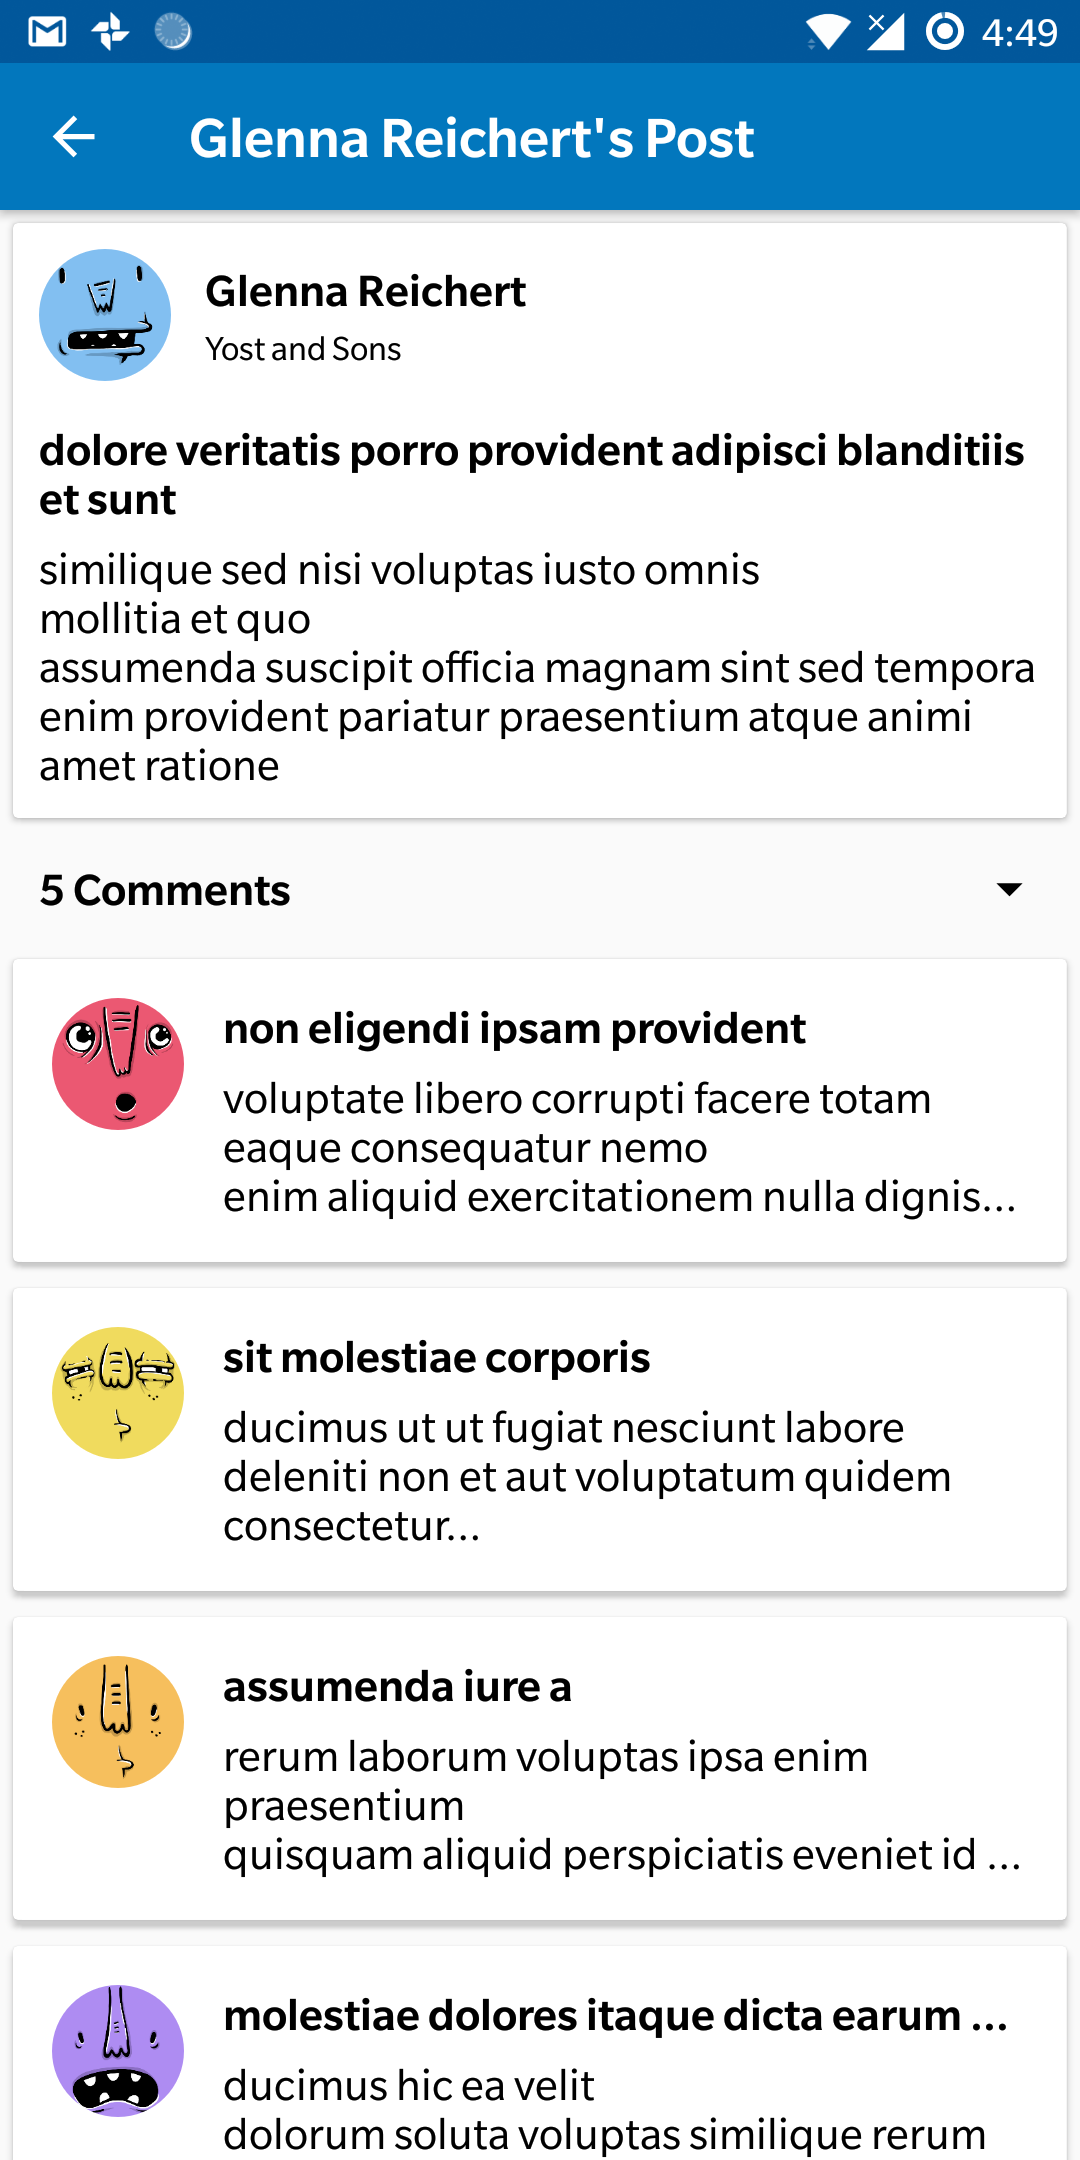 4:49
Glenna Reichert's Post
Glenna Reichert
Yost and Sons
dolore veritatis porro provident adipisci blanditiis
et sunt
similique sed nisi voluptas iusto omnis
mollitia et quo
assumenda suscipit officia magnam sint sed tempora
enim provident pariatur praesentium atque animi
amet ratione
5 Comments
non eligendi ipsam provident
voluptate libero corrupti facere totam
eaque consequatur nemo
enim aliquid exercitationem nulla dignis...
sit molestiae corporis
ducimus ut ut fugiat nesciunt labore
deleniti non et aut voluptatum quidem
consectetur...
assumenda iure a
rerum laborum voluptas ipsa enim
praesentium
quisquam aliquid perspiciatis eveniet id ...
molestiae dolores itaque dicta earum ...
ducimus hic ea velit
dolorum soluta voluptas similique rerum